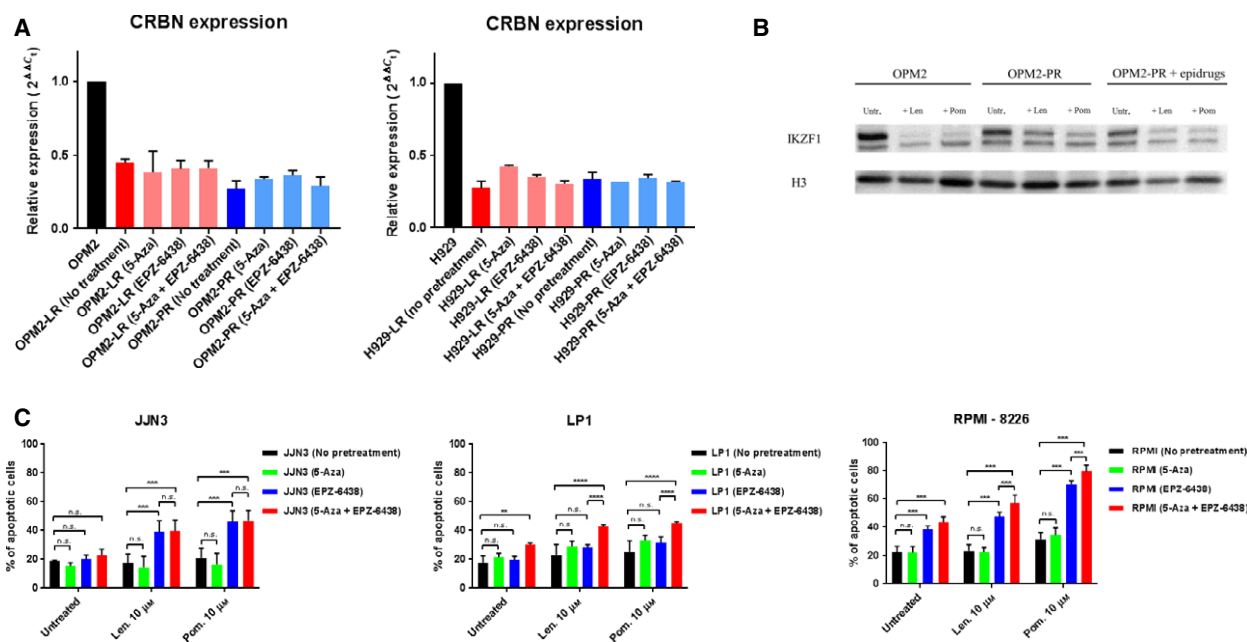 A
CRBN expression
Relative expression ( 2^ΔΔCt)
1.0
0.5
0.0
OPM2
OPM2-LR (No treatment)
OPM2-LR (5-Aza)
OPM2-LR (EPZ-6438)
OPM2-LR (5-Aza + EPZ-6438)
OPM2-PR (No treatment)
OPM2-PR (5-Aza)
OPM2-PR (EPZ-6438)
OPM2-PR (5-Aza + EPZ-6438)
CRBN expression
Relative expression ( 2^ΔΔCt)
1.0
0.5
0.0
H929
H929-LR (no pretreatment)
H929-LR (5-Aza)
H929-LR (EPZ-6438)
H929-LR (5-Aza + EPZ-6438)
H929-PR (No pretreatment)
H929-PR (5-Aza)
H929-PR (EPZ-6438)
H929-PR (5-Aza + EPZ-6438)
B
OPM2 OPM2-PR OPM2-PR + epidrugs
Untr. + Len + Pom Untr. + Len + Pom Untr. + Len + Pom
IKZF1
H3
C
JJN3
% of apoptotic cells
100
80
60
40
20
0
n.s. n.s. n.s.
*** *** n.s. n.s.
*** *** n.s. n.s.
Untreated
Len. 10 μM
Pom. 10 μM
JJN3 (No pretreatment)
JJN3 (5-Aza)
JJN3 (EPZ-6438)
JJN3 (5-Aza + EPZ-6438)
LP1
% of apoptotic cells
100
80
60
40
20
0
** n.s. n.s.
**** n.s. **** n.s.
**** n.s. **** n.s.
Untreated
Len. 10 μM
Pom. 10 μM
LP1 (No pretreatment)
LP1 (5-Aza)
LP1 (EPZ-6438)
LP1 (5-Aza + EPZ-6438)
RPMI - 8226
% of apoptotic cells
100
80
60
40
20
0
*** *** n.s.
*** *** *** n.s.
*** *** *** n.s.
Untreated
Len. 10 μM
Pom. 10 μM
RPMI (No pretreatment)
RPMI (5-Aza)
RPMI (EPZ-6438)
RPMI (5-Aza + EPZ-6438)